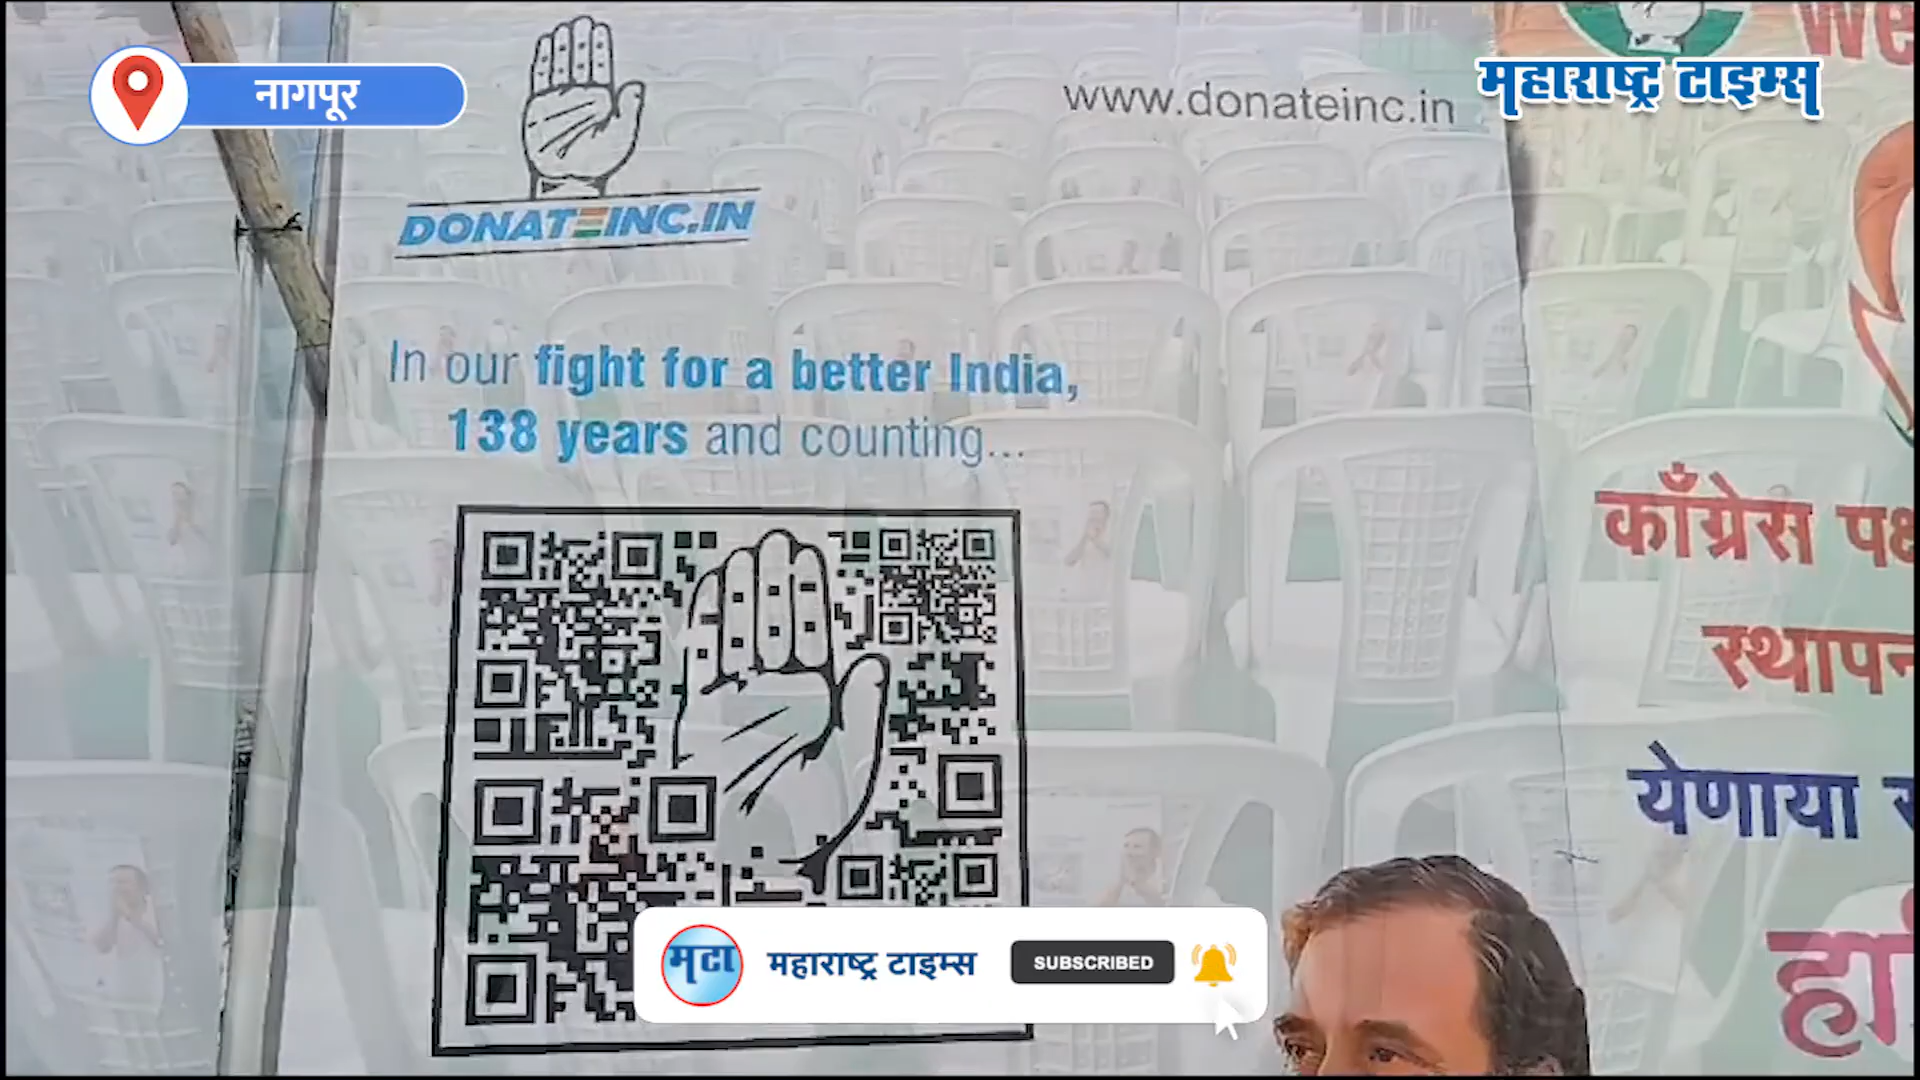 नागपूर
www.donateinc.in
महाराष्ट्र टाइम्स
DONATEINC.IN
In our fight for a better India,
138 years and counting...
काँग्रेस
येणाया
मटा
महाराष्ट्र टाइम्स
SUBSCRIBED